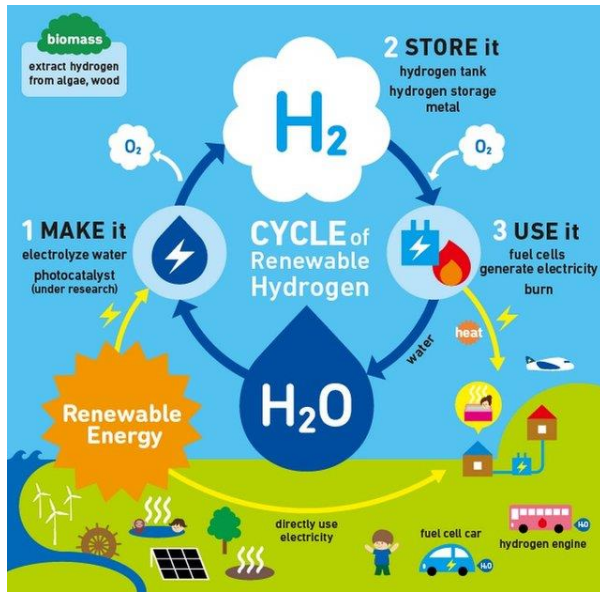 biomass
extract hydrogen
from algae, wood
2 STORE it
hydrogen tank
hydrogen storage
metal
H₂
O₂
O₂
1 MAKE it
electrolyze water
photocatalyst
(under research)
CYCLE of
Renewable
Hydrogen
3 USE it
fuel cells
generate electricity
burn
heat
water
H₂O
Renewable
Energy
directly use
electricity
fuel cell car
H₂O
hydrogen engine
H₂O